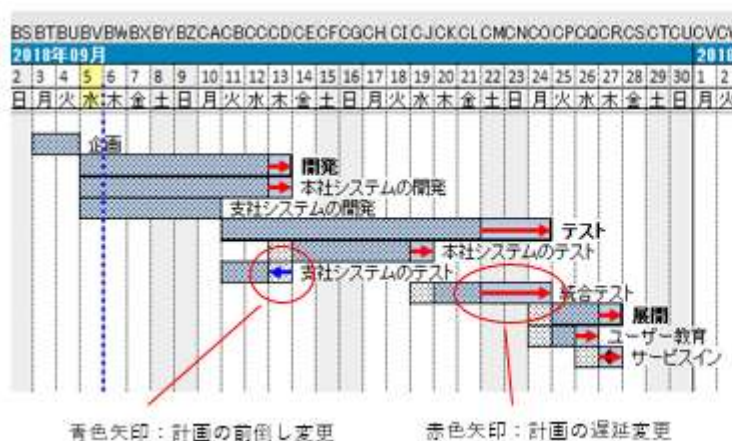 BSBTBUBVBWBXBYBZCACBCCCDCECFCGCHCICJCKCLCMCNCOCPCQCRCSCTCUCVCW
2018年09月 2018
2 3 4 5 6 7 8 9 10 11 12 13 14 15 16 17 18 19 20 21 22 23 24 25 26 27 28 29 30 1 2
日 月 火 水 木 金 土 日 月 火 水 木 金 土 日 月 火 水 木 金 土 日 月 火 水 木 金 土 日 月 火
企画
開発
本社システムの開発
支社システムの開発
テスト
本社システムのテスト
支社システムのテスト
統合テスト
展開
ユーザー教育
サービスイン
青色矢印：計画の前倒し変更 赤色矢印：計画の遅延変更